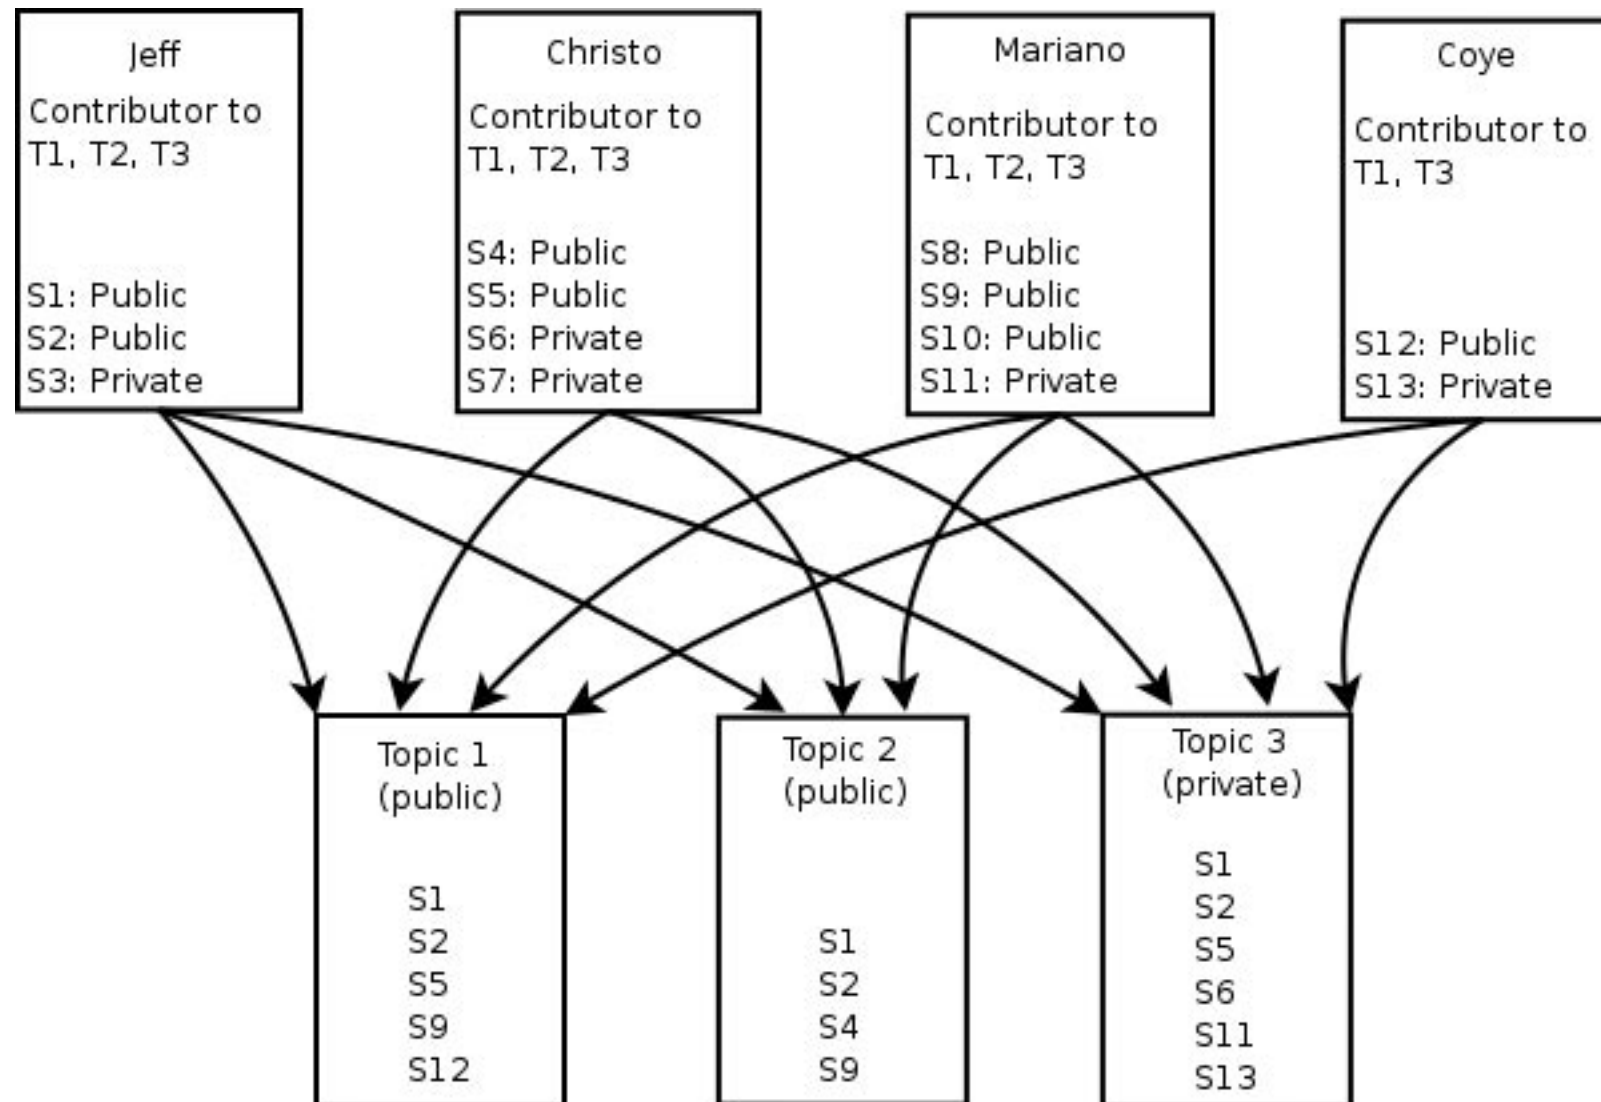 Jeff
Contributor to
T1, T2, T3
S1: Public
S2: Public
S3: Private
Christo
Contributor to
T1, T2, T3
S4: Public
S5: Public
S6: Private
S7: Private
Mariano
Contributor to
T1, T2, T3
S8: Public
S9: Public
S10: Public
S11: Private
Coye
Contributor to
T1, T3
S12: Public
S13: Private
Topic 1
(public)
S1
S2
S5
S9
S12
Topic 2
(public)
S1
S2
S4
S9
Topic 3
(private)
S1
S2
S5
S6
S11
S13